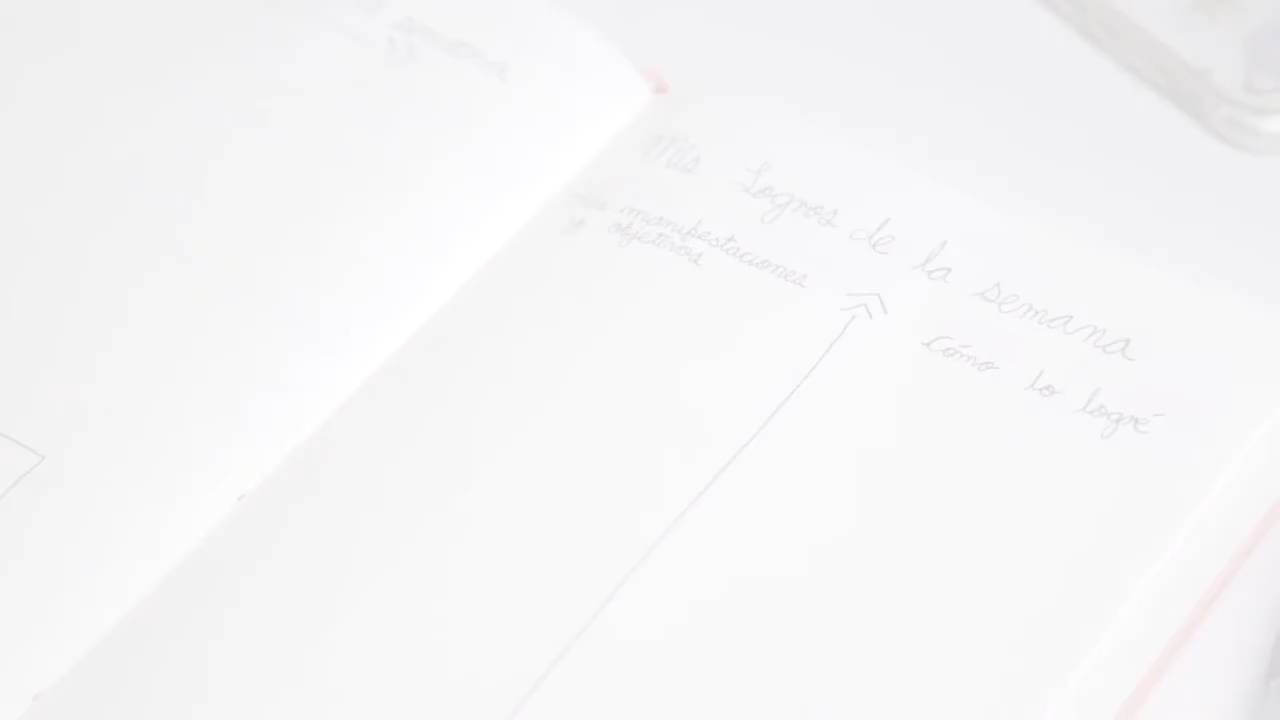 Mis Logros de la semana
manifestaciones
y objetivos
Cómo lo logré